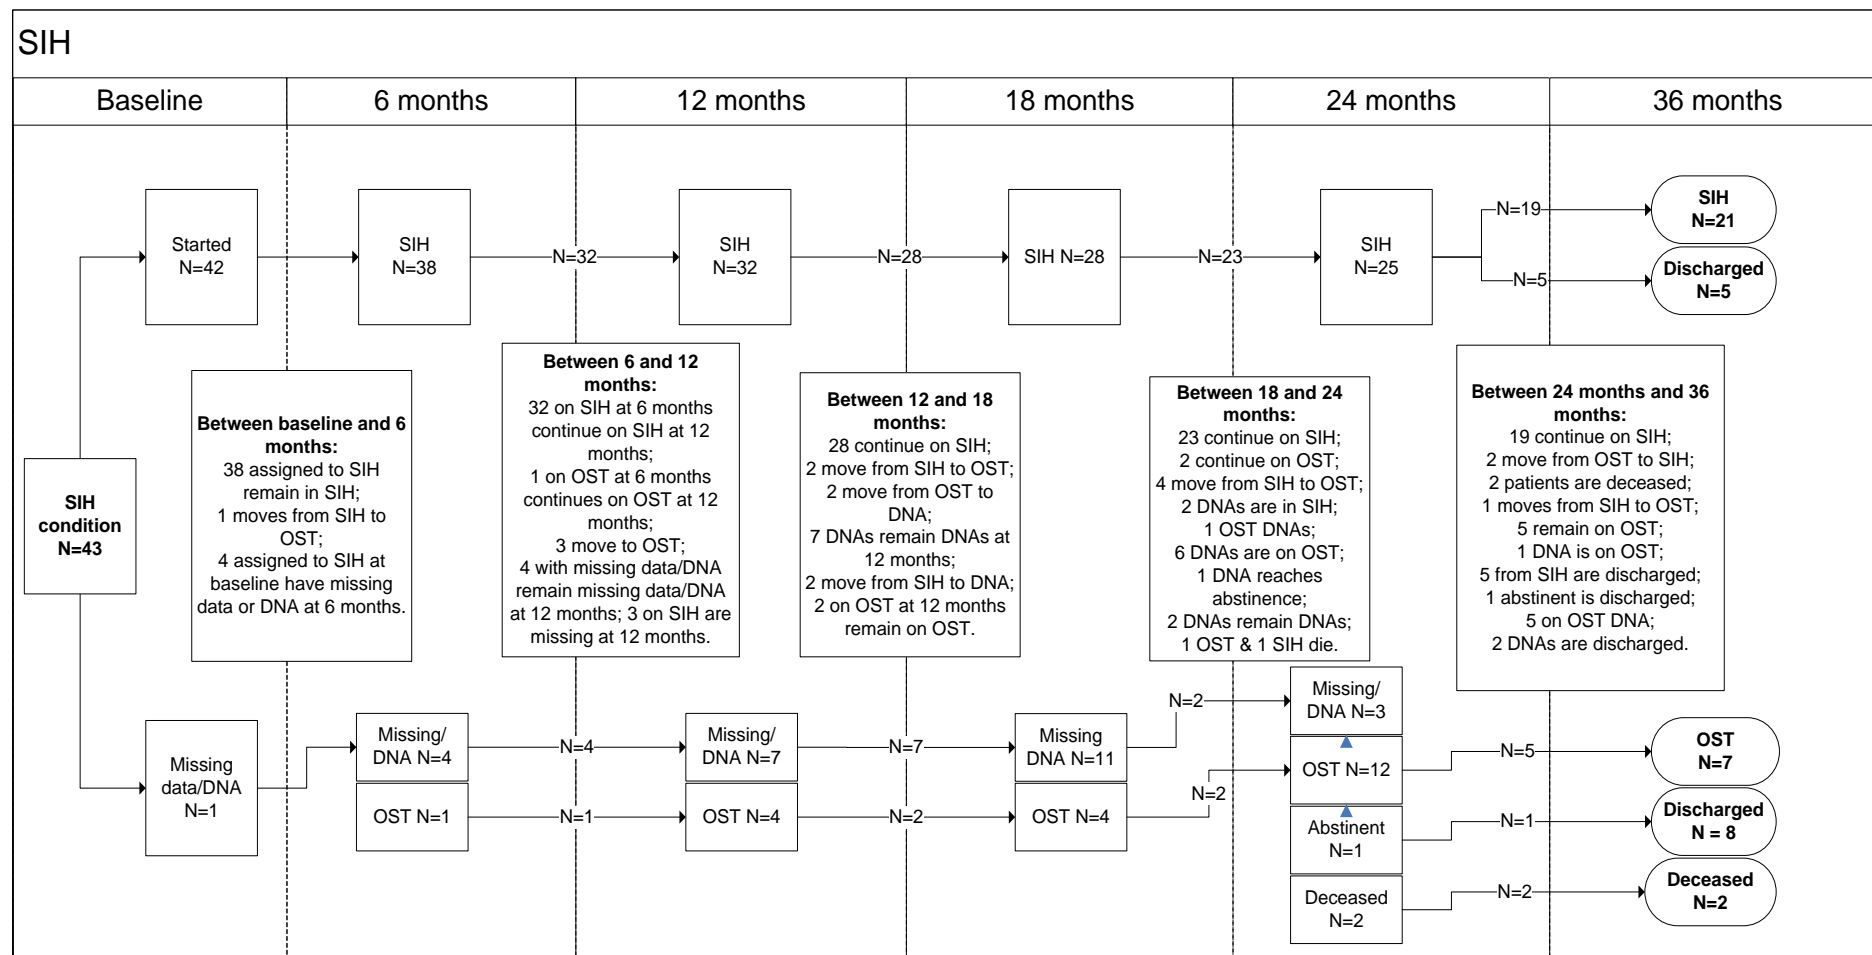 SIH
Baseline
6 months
12 months
18 months
24 months
36 months
SIH
condition
N=43
Started
N=42
SIH
N=38
N=32
SIH
N=32
N=28
SIH N=28
N=23
SIH
N=25
N=19
SIH
N=21
N=5
Discharged
N=5
Between baseline and 6
months:
38 assigned to SIH
remain in SIH;
1 moves from SIH to
OST;
4 assigned to SIH at
baseline have missing
data or DNA at 6 months.
Between 6 and 12
months:
32 on SIH at 6 months
continue on SIH at 12
months;
1 on OST at 6 months
continues on OST at 12
months;
3 move to OST;
4 with missing data/DNA
remain missing data/DNA
at 12 months; 3 on SIH are
missing at 12 months.
Between 12 and 18
months:
28 continue on SIH;
2 move from SIH to OST;
2 move from OST to
DNA;
7 DNAs remain DNAs at
12 months;
2 move from SIH to DNA;
2 on OST at 12 months
remain on OST.
Between 18 and 24
months:
23 continue on SIH;
2 continue on OST;
4 move from SIH to OST;
2 DNAs are in SIH;
1 OST DNAs;
6 DNAs are on OST;
1 DNA reaches
abstinence;
2 DNAs remain DNAs;
1 OST & 1 SIH die.
Between 24 months and 36
months:
19 continue on SIH;
2 move from OST to SIH;
2 patients are deceased;
1 moves from SIH to OST;
5 remain on OST;
1 DNA is on OST;
5 from SIH are discharged;
1 abstinent is discharged;
5 on OST DNA;
2 DNAs are discharged.
Missing
data/DNA
N=1
Missing/
DNA N=4
N=4
Missing/
DNA N=7
N=7
Missing
DNA N=11
N=2
Missing/
DNA N=3
OST N=1
N=1
OST N=4
N=2
OST N=4
N=2
OST N=12
N=5
OST
N=7
Abstinent
N=1
N=1
Discharged
N = 8
Deceased
N=2
N=2
Deceased
N=2